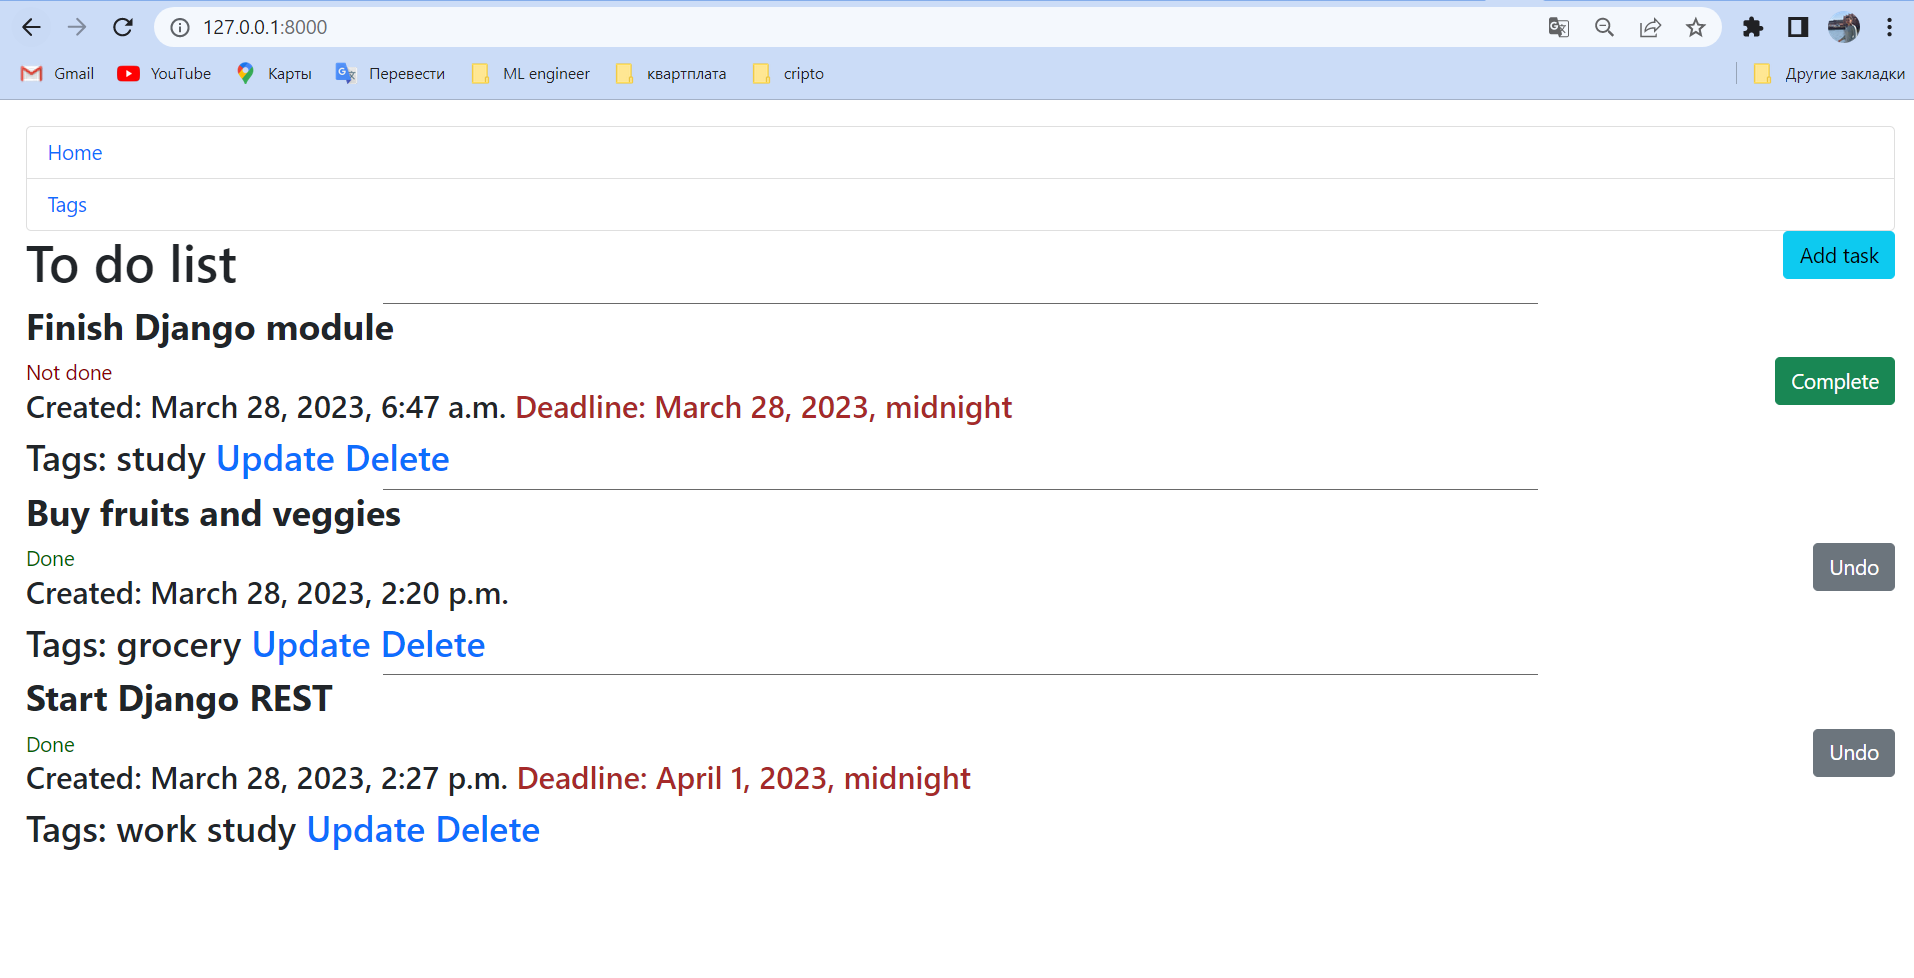 127.0.0.1:8000
Gmail YouTube Карты Перевести ML engineer квартплата cripto Другие закладки
Home
Tags
To do list Add task
Finish Django module
Not done Complete
Created: March 28, 2023, 6:47 a.m. Deadline: March 28, 2023, midnight
Tags: study Update Delete
Buy fruits and veggies
Done Undo
Created: March 28, 2023, 2:20 p.m.
Tags: grocery Update Delete
Start Django REST
Done Undo
Created: March 28, 2023, 2:27 p.m. Deadline: April 1, 2023, midnight
Tags: work study Update Delete